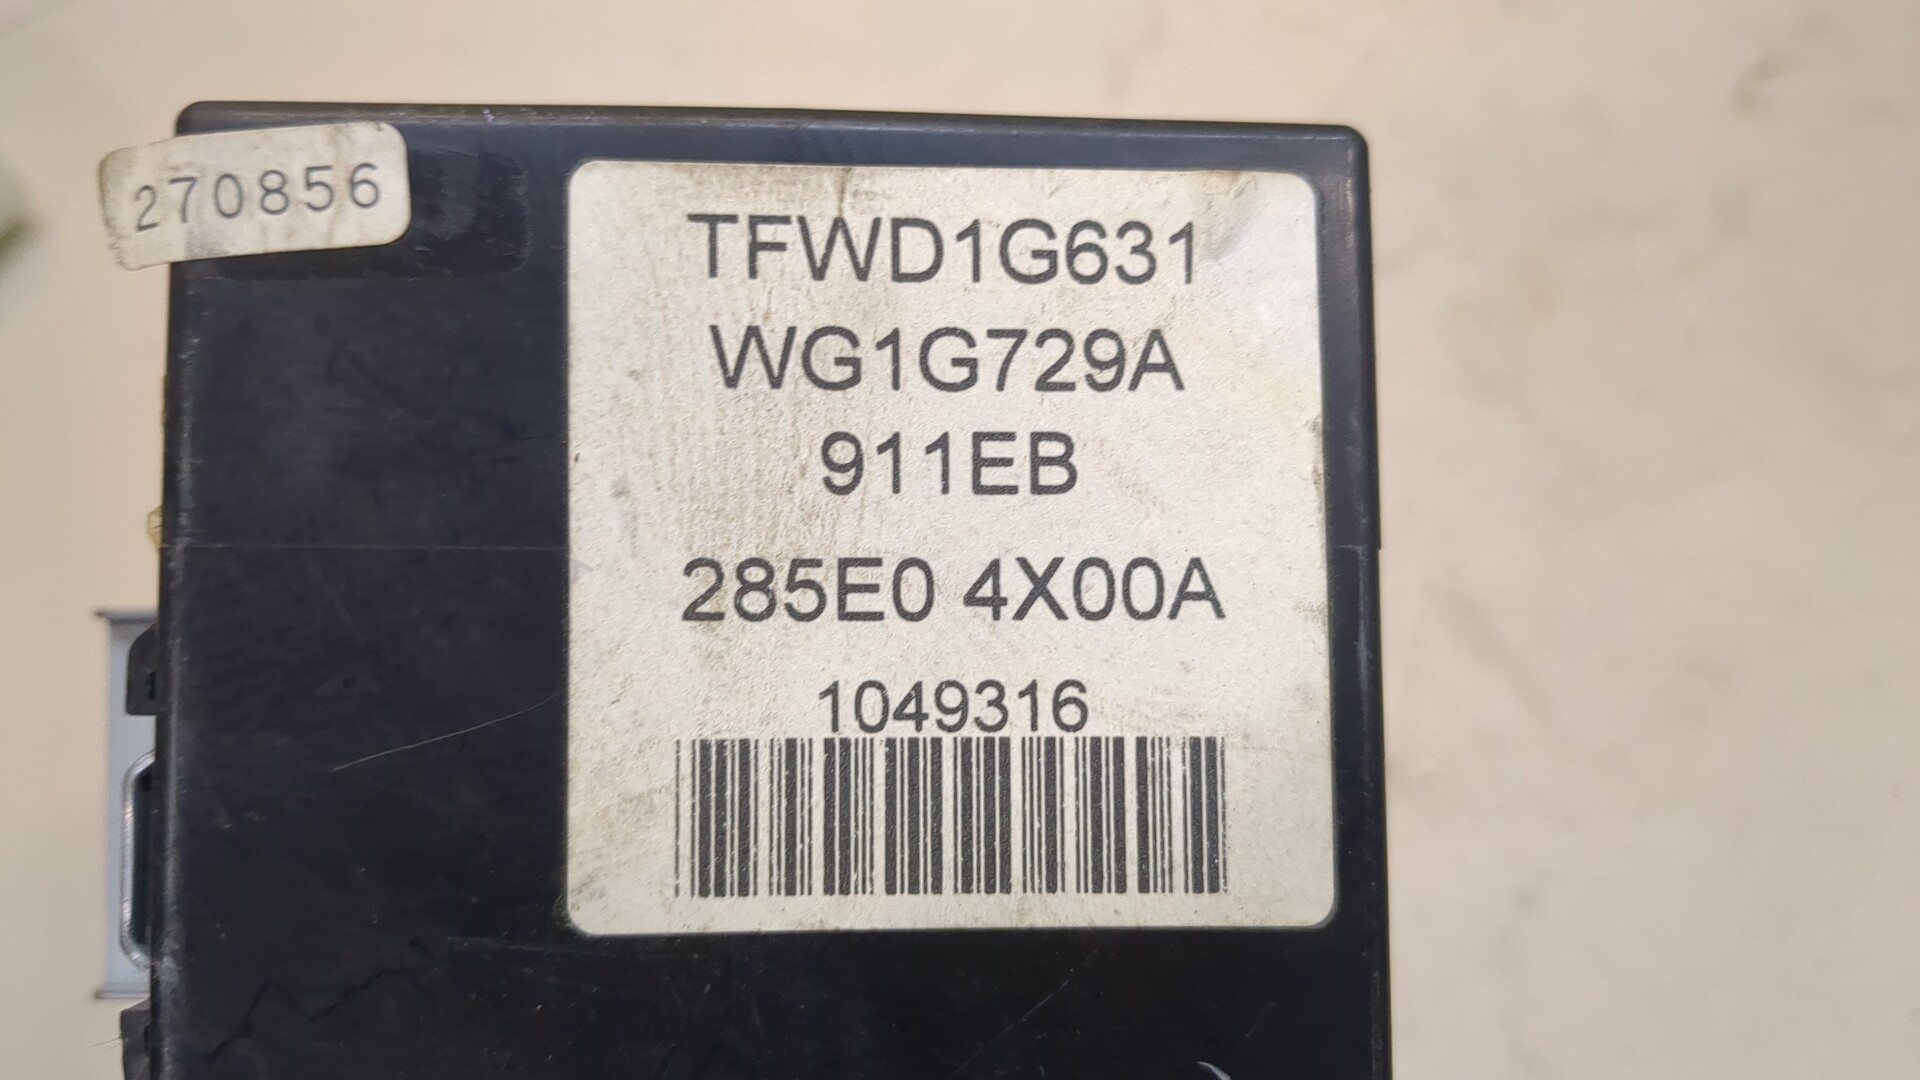 270856
TFWD1G631
WG1G729A
911EB
285E0 4X00A
1049316